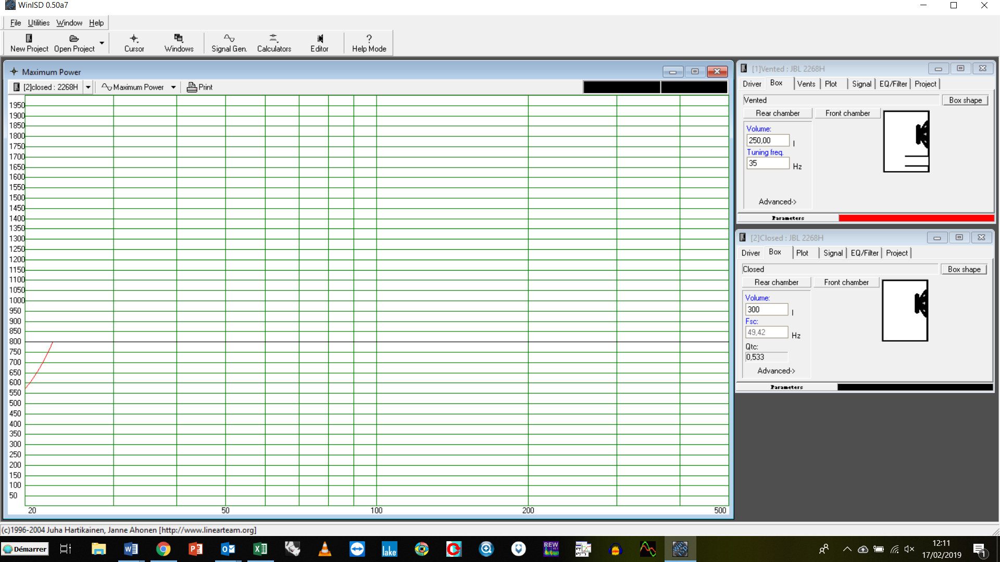 WinISD 0.50a7
File Utilities Window Help
New Project Open Project Cursor Windows Signal Gen. Calculators Editor Help Mode
Maximum Power
[2]closed : 2268H Maximum Power Print
1950
1900
1850
1800
1750
1700
1650
1600
1550
1500
1450
1400
1350
1300
1250
1200
1150
1100
1050
1000
950
900
850
800
750
700
650
600
550
500
450
400
350
300
250
200
150
100
50
20 50 100 200 500
[1]Vented : JBL 2268H
Driver Box Vents Plot Signal EQ/Filter Project
Vented Box shape
Rear chamber Front chamber
Volume:
250,00 l
Tuning freq.
35 Hz
Advanced->
Parameters
[2]Closed : JBL 2268H
Driver Box Plot Signal EQ/Filter Project
Closed Box shape
Rear chamber Front chamber
Volume:
300 l
Fsc:
49,42 Hz
Qtc:
0,533
Advanced->
Parameters
(c)1996-2004 Juha Hartikainen, Janne Ahonen [http://www.linearteam.org]
Démarrer
lake
REW
12:11
17/02/2019
1